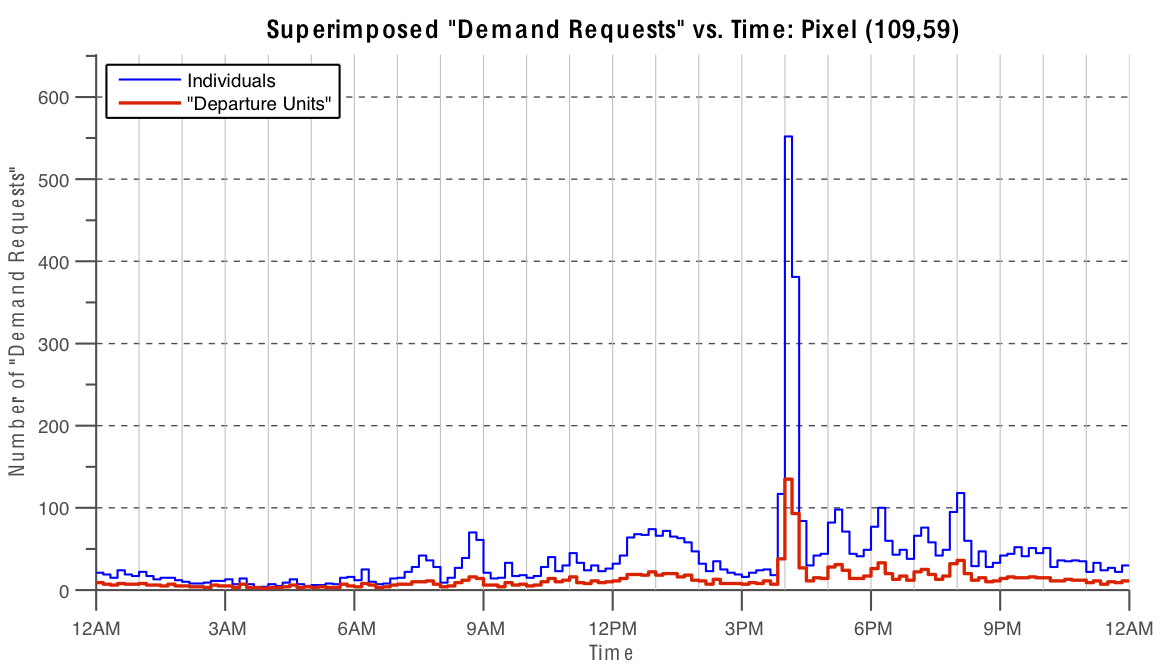 Superimposed "Demand Requests" vs. Time: Pixel (109,59)
Individuals
"Departure Units"
Number of "Demand Requests"
600
500
400
300
200
100
0
12AM 3AM 6AM 9AM 12PM 3PM 6PM 9PM 12AM
Time